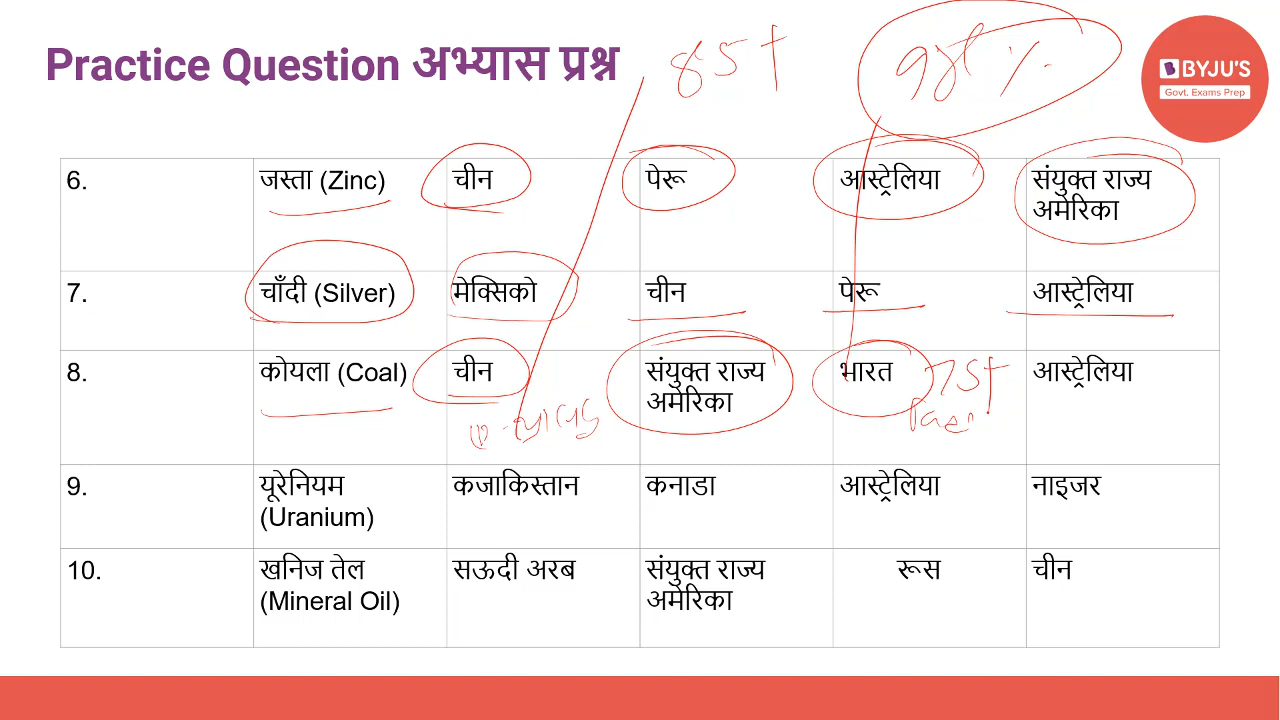 Practice Question अभ्यास प्रश्न
85+
98+ %
BYJU'S
Govt. Exams Prep
6. जस्ता (Zinc) चीन पेरू आस्ट्रेलिया संयुक्त राज्य
अमेरिका
7. चाँदी (Silver) मेक्सिको चीन पेरू आस्ट्रेलिया
8. कोयला (Coal) चीन संयुक्त राज्य भारत 75+ आस्ट्रेलिया
अमेरिका
9. यूरेनियम कजाकिस्तान कनाडा आस्ट्रेलिया नाइजर
(Uranium)
10. खनिज तेल सऊदी अरब संयुक्त राज्य रूस चीन
(Mineral Oil) अमेरिका